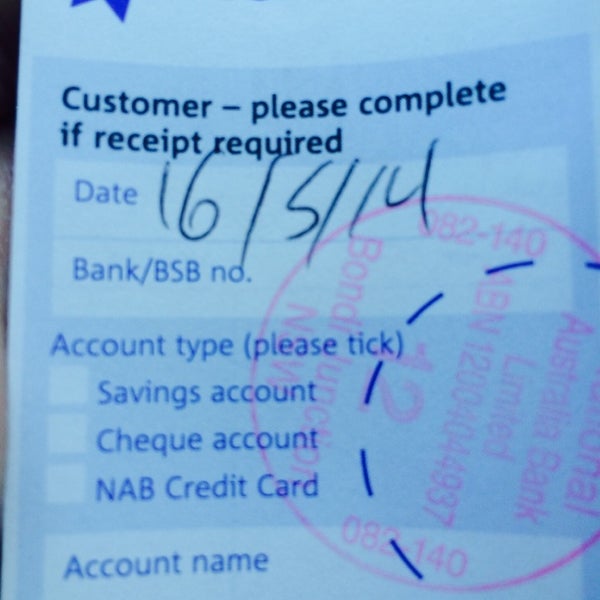 Customer – please complete
if receipt required
Date 16/5/14
Bank/BSB no.
Account type (please tick)
Savings account
Cheque account
NAB Credit Card
Account name
082-140
National
Australia Bank
Limited
ABN 12004044937
12
Bondi Junction
NSW
082-140